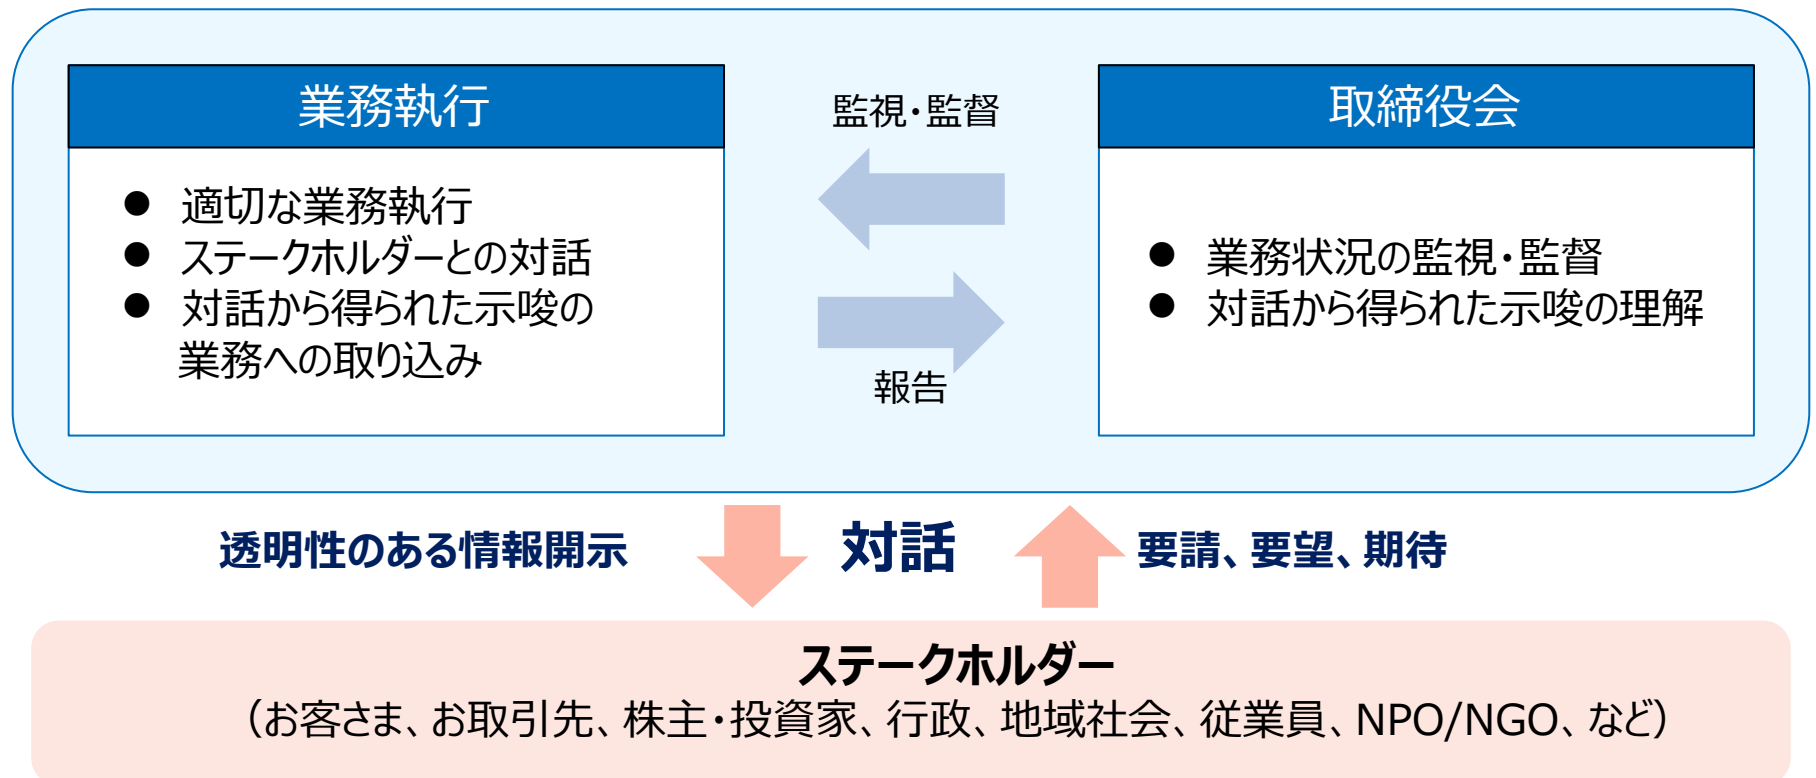 業務執行
● 適切な業務執行
● ステークホルダーとの対話
● 対話から得られた示唆の
業務への取り込み
監視・監督
報告
取締役会
● 業務状況の監視・監督
● 対話から得られた示唆の理解
透明性のある情報開示
対話
要請、要望、期待
ステークホルダー
（お客さま、お取引先、株主・投資家、行政、地域社会、従業員、NPO/NGO、など）